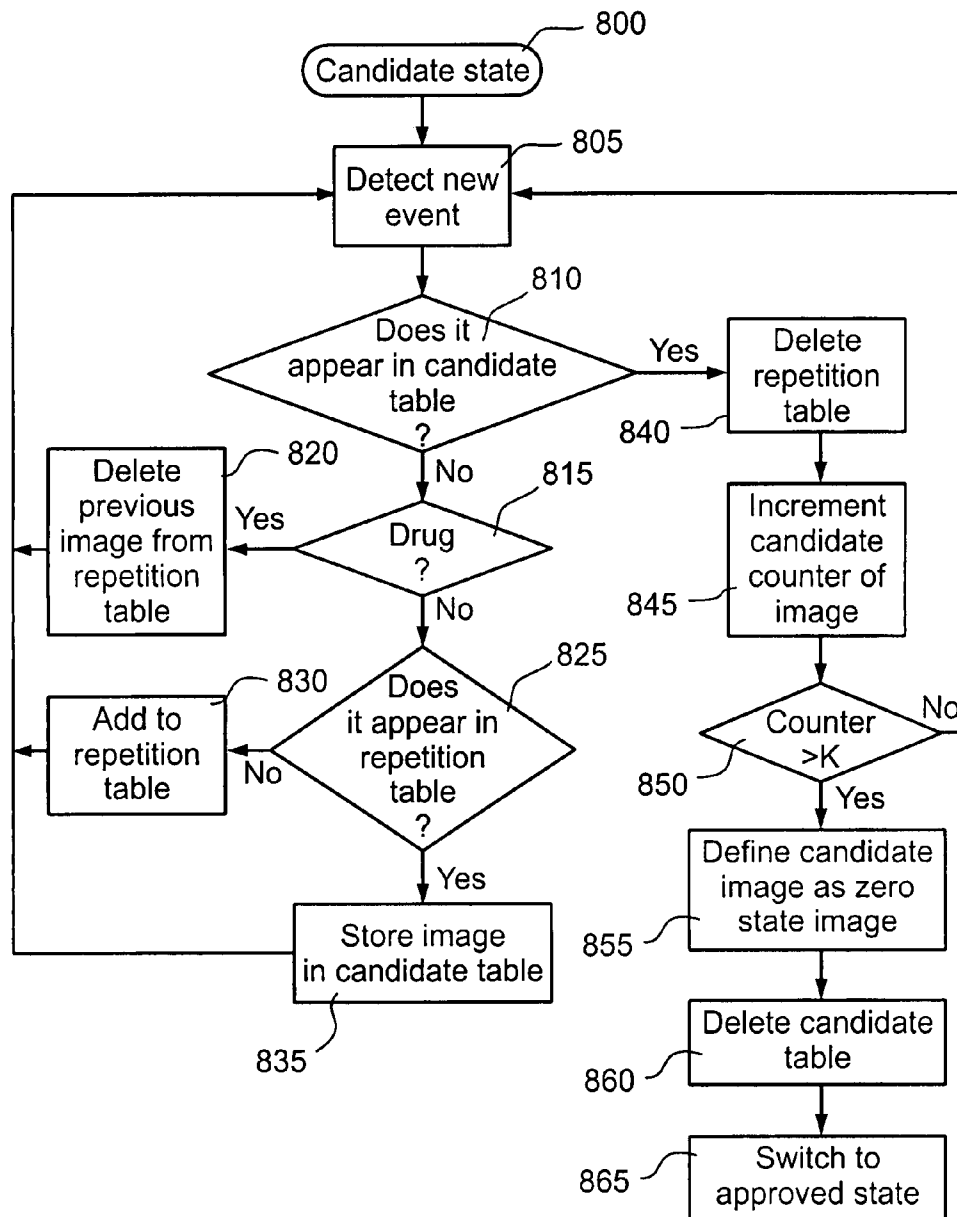 800
Candidate state
805
Detect new
event
810
Does it
appear in candidate
table
?
Yes
No
Delete
repetition
table
840
820
Delete
previous
image from
repetition
table
Yes
815
Drug
?
No
Increment
candidate
counter of
image
845
825
Does
it appear in
repetition
table
?
No
Yes
830
Add to
repetition
table
Counter
>K
850
No
Yes
Store image
in candidate table
835
Define candidate
image as zero
state image
855
Delete candidate
table
860
Switch to
approved state
865